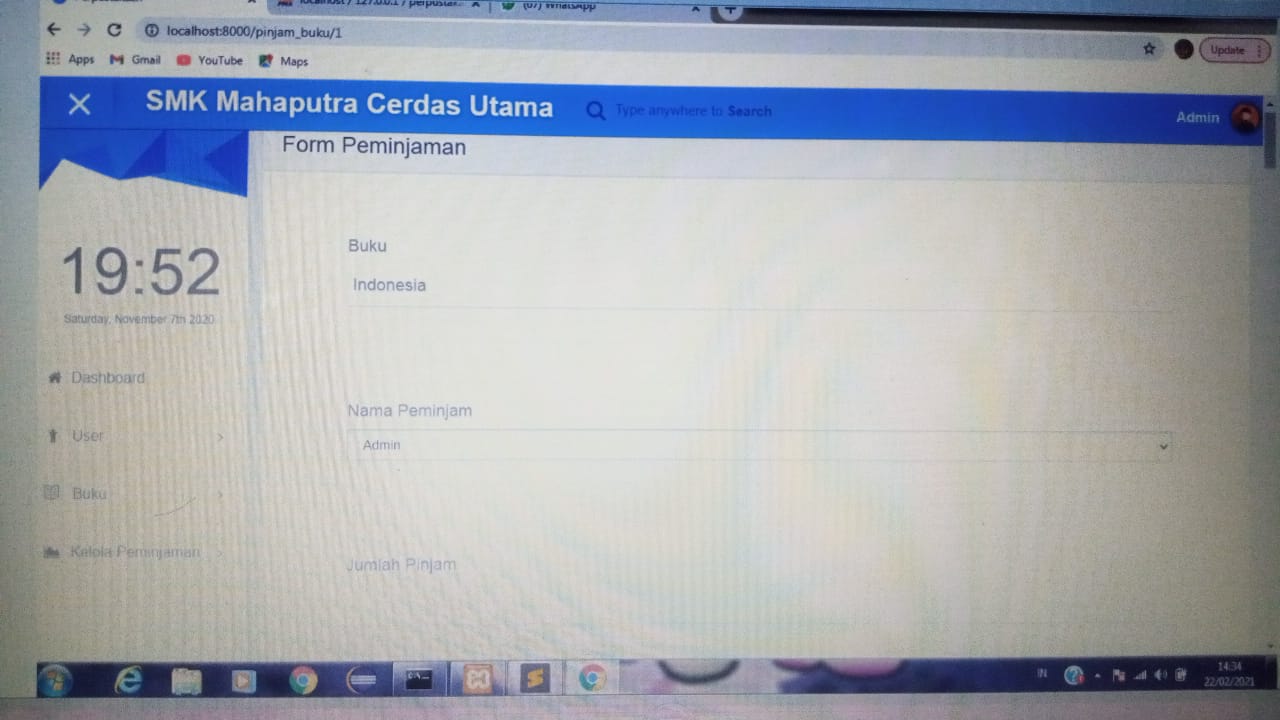 localhost / 127.0.0.1 / perpustak
(07) WhatsApp
localhost:8000/pinjam_buku/1
Update
Apps Gmail YouTube Maps
SMK Mahaputra Cerdas Utama
Type anywhere to Search
Admin
Form Peminjaman
19:52
Saturday, November 7th 2020
Dashboard
User
Buku
Kelola Peminjaman
Buku
Indonesia
Nama Peminjam
Admin
Jumlah Pinjam
IN
14:34
22/02/2021